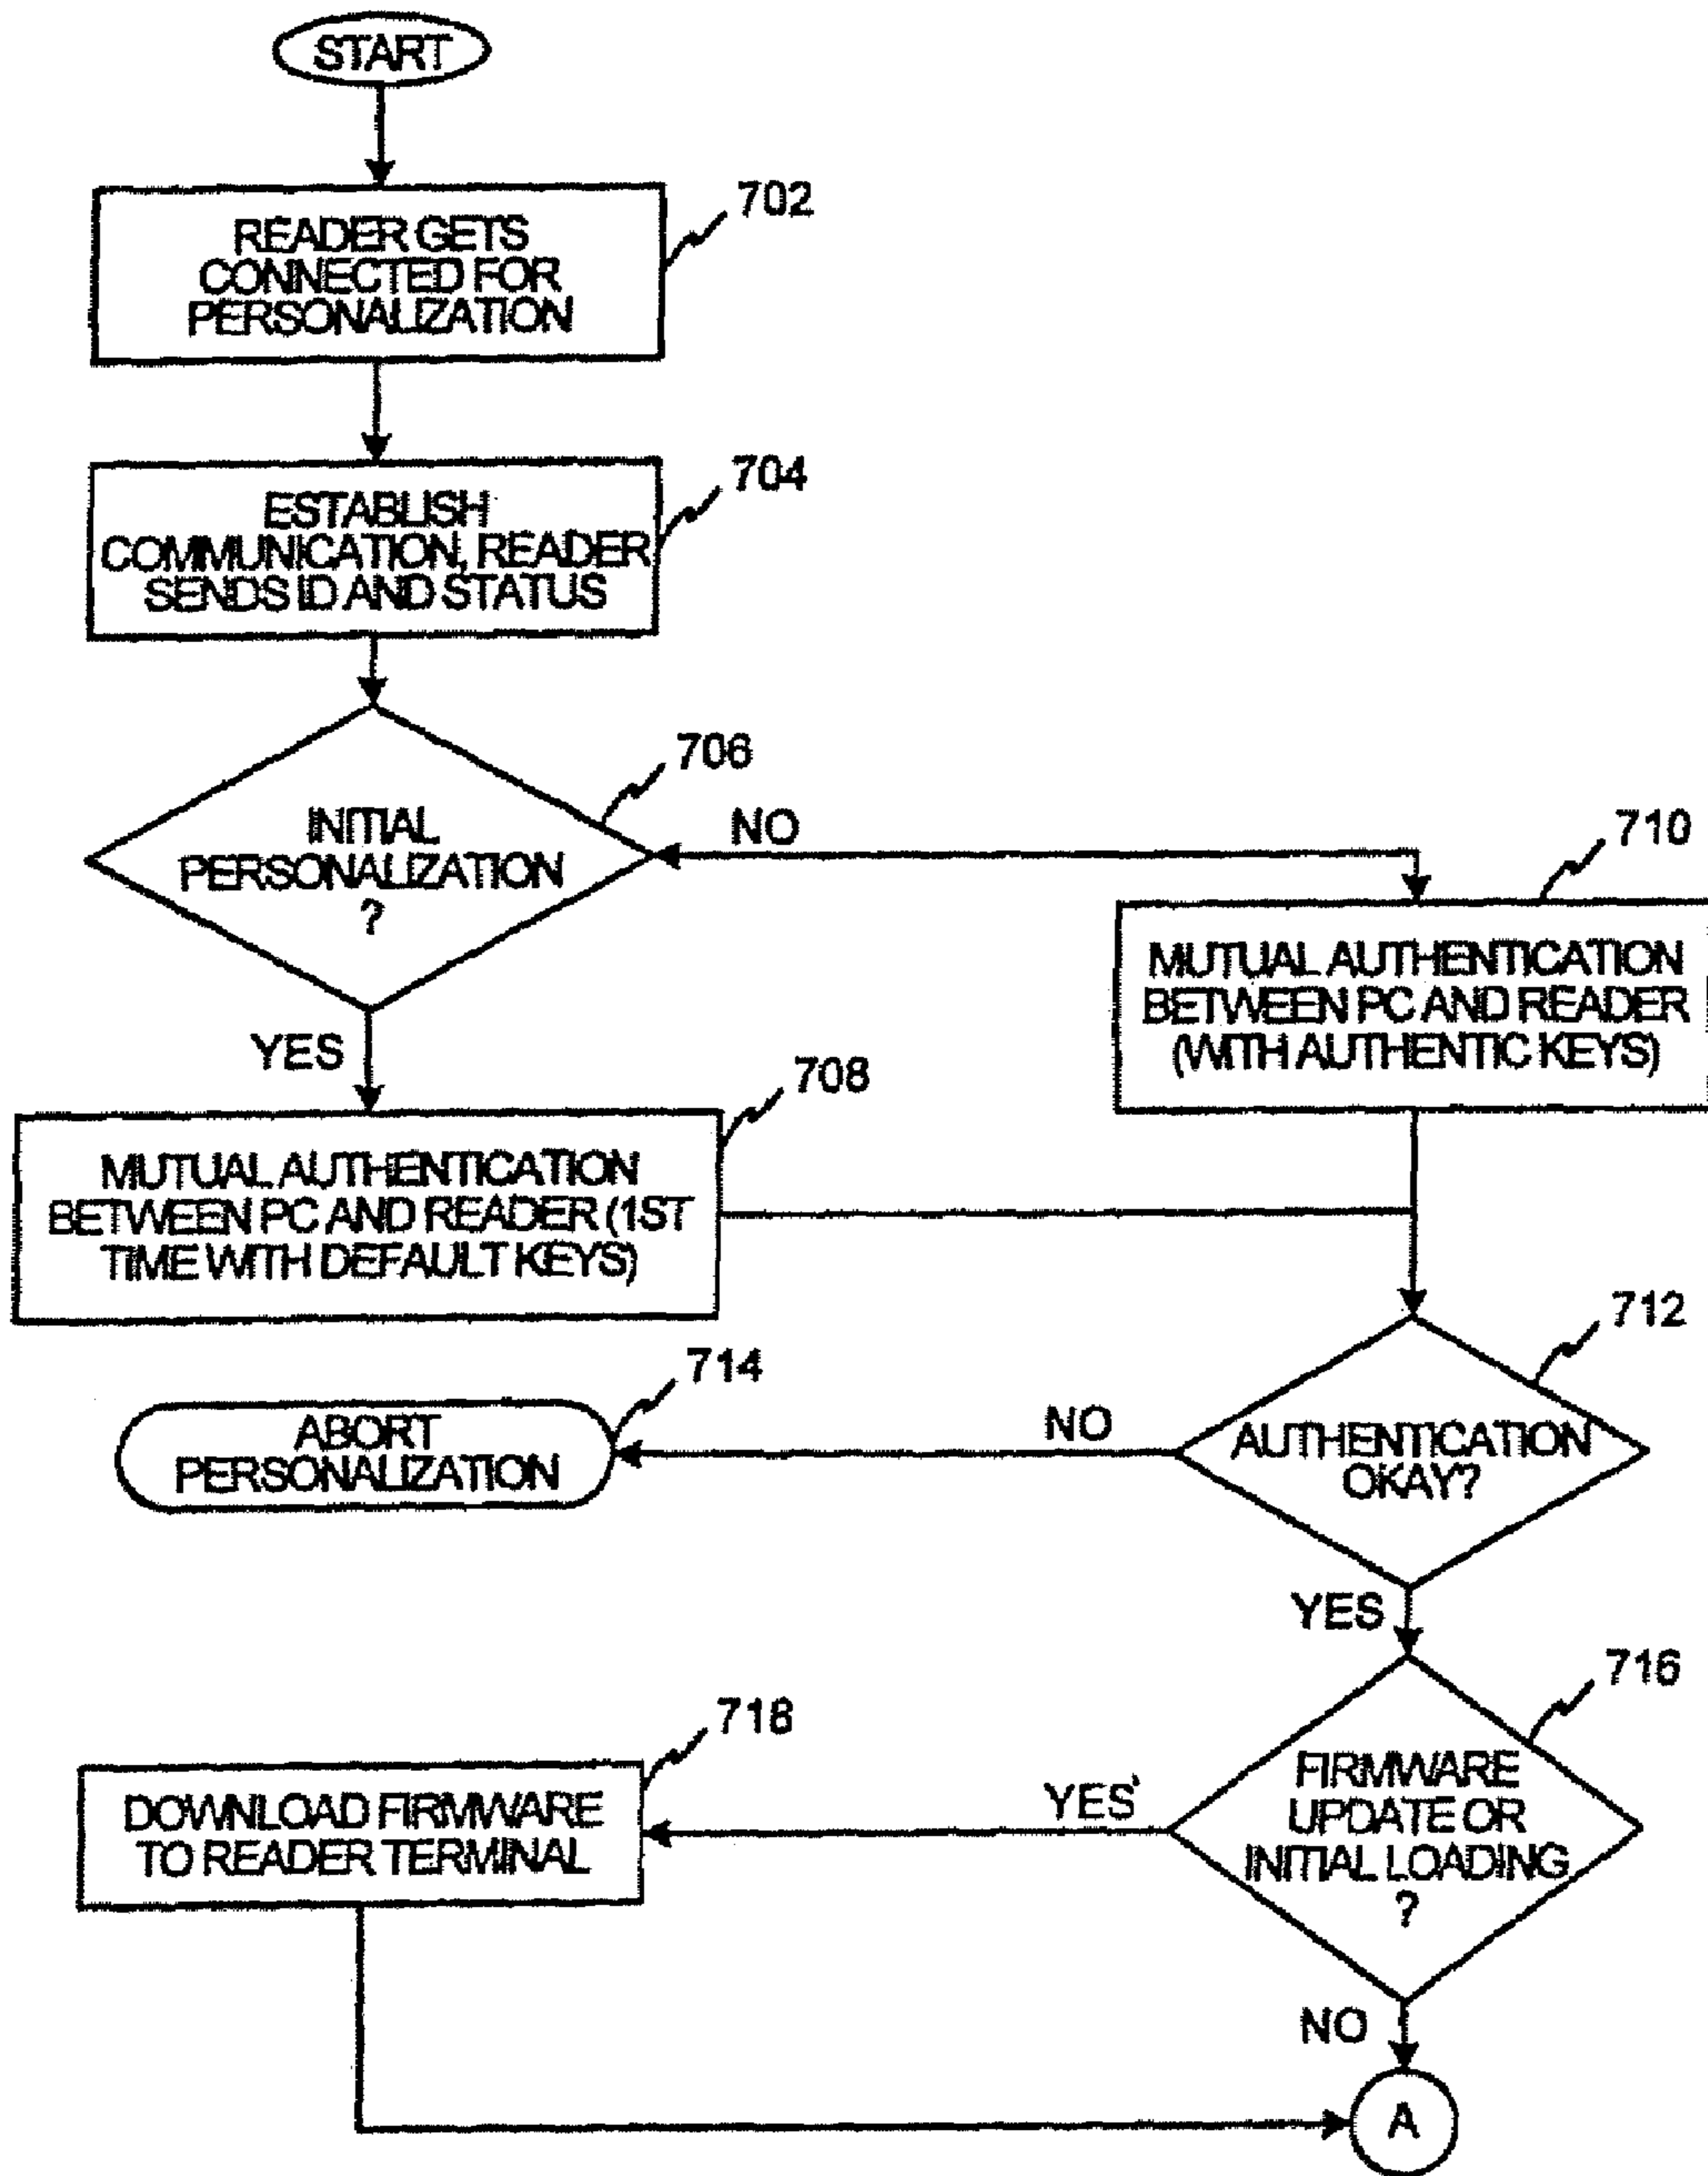 START
702
READER GETS
CONNECTED FOR
PERSONALIZATION
704
ESTABLISH
COMMUNICATION, READER
SENDS ID AND STATUS
706
INITIAL
PERSONALIZATION
?
NO
YES
710
MUTUAL AUTHENTICATION
BETWEEN PC AND READER
(WITH AUTHENTIC KEYS)
708
MUTUAL AUTHENTICATION
BETWEEN PC AND READER (1ST
TIME WITH DEFAULT KEYS)
712
AUTHENTICATION
OKAY?
NO
714
ABORT
PERSONALIZATION
YES
716
FIRMWARE
UPDATE OR
INITIAL LOADING
?
YES
718
DOWNLOAD FIRMWARE
TO READER TERMINAL
NO
A